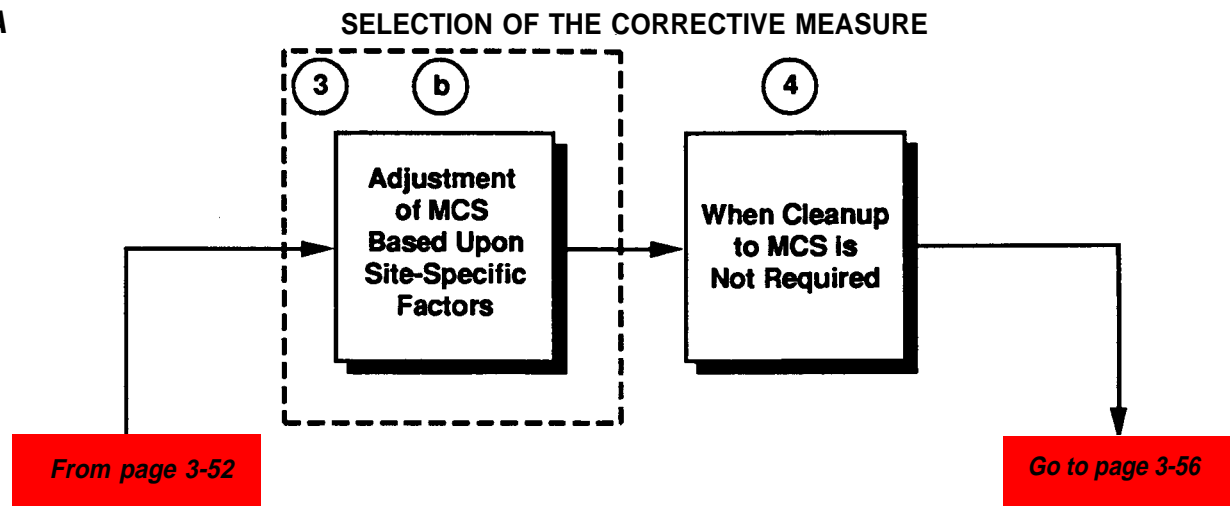 A
SELECTION OF THE CORRECTIVE MEASURE
3
b
4
Adjustment
of MCS
Based Upon
Site-Specific
Factors
When Cleanup
to MCS is
Not Required
From page 3-52
Go to page 3-56